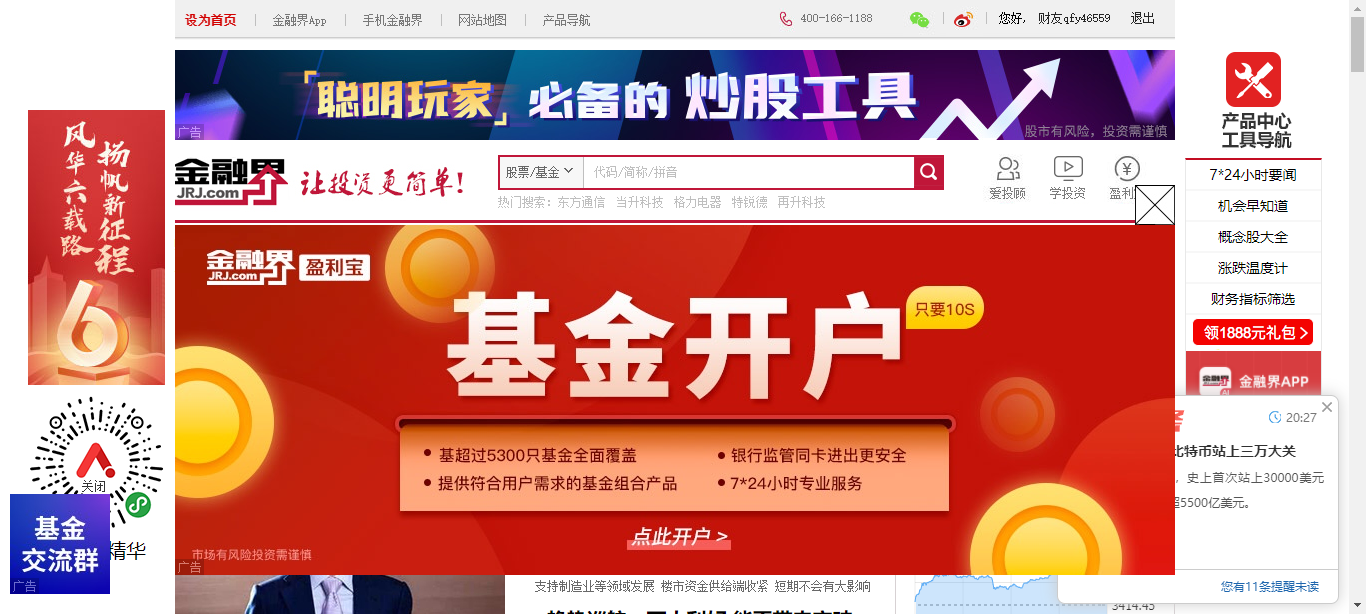 设为首页 金融界App 手机金融界 网站地图 产品导航 400-166-1188 您好, 财友qfy46559 退出
聪明玩家 必备的 炒股工具
广告 股市有风险，投资需谨慎
金融界
JRJ.com
让投资更简单!
股票/基金 代码/简称/拼音
热门搜索: 东方通信 当升科技 格力电器 特锐德 再升科技
爱投顾 学投资 盈利
产品中心
工具导航
7*24小时要闻
机会早知道
概念股大全
涨跌温度计
财务指标筛选
领1888元礼包 >
金融界 金融界APP
扬帆新征程
风华六载路
6
关闭
基金
交流群
精华
广告
金融界
JRJ.com
盈利宝
基金开户
只要10S
基超过5300只基金全面覆盖
银行监管同卡进出更安全
提供符合用户需求的基金组合产品
7*24小时专业服务
点此开户 >
市场有风险投资需谨慎
广告
20:27
比特币站上三万大关
，史上首次站上30000美元
超5500亿美元。
您有11条提醒未读
支持制造业等领域发展 楼市资金供给端收紧 短期不会有大影响
3414.45